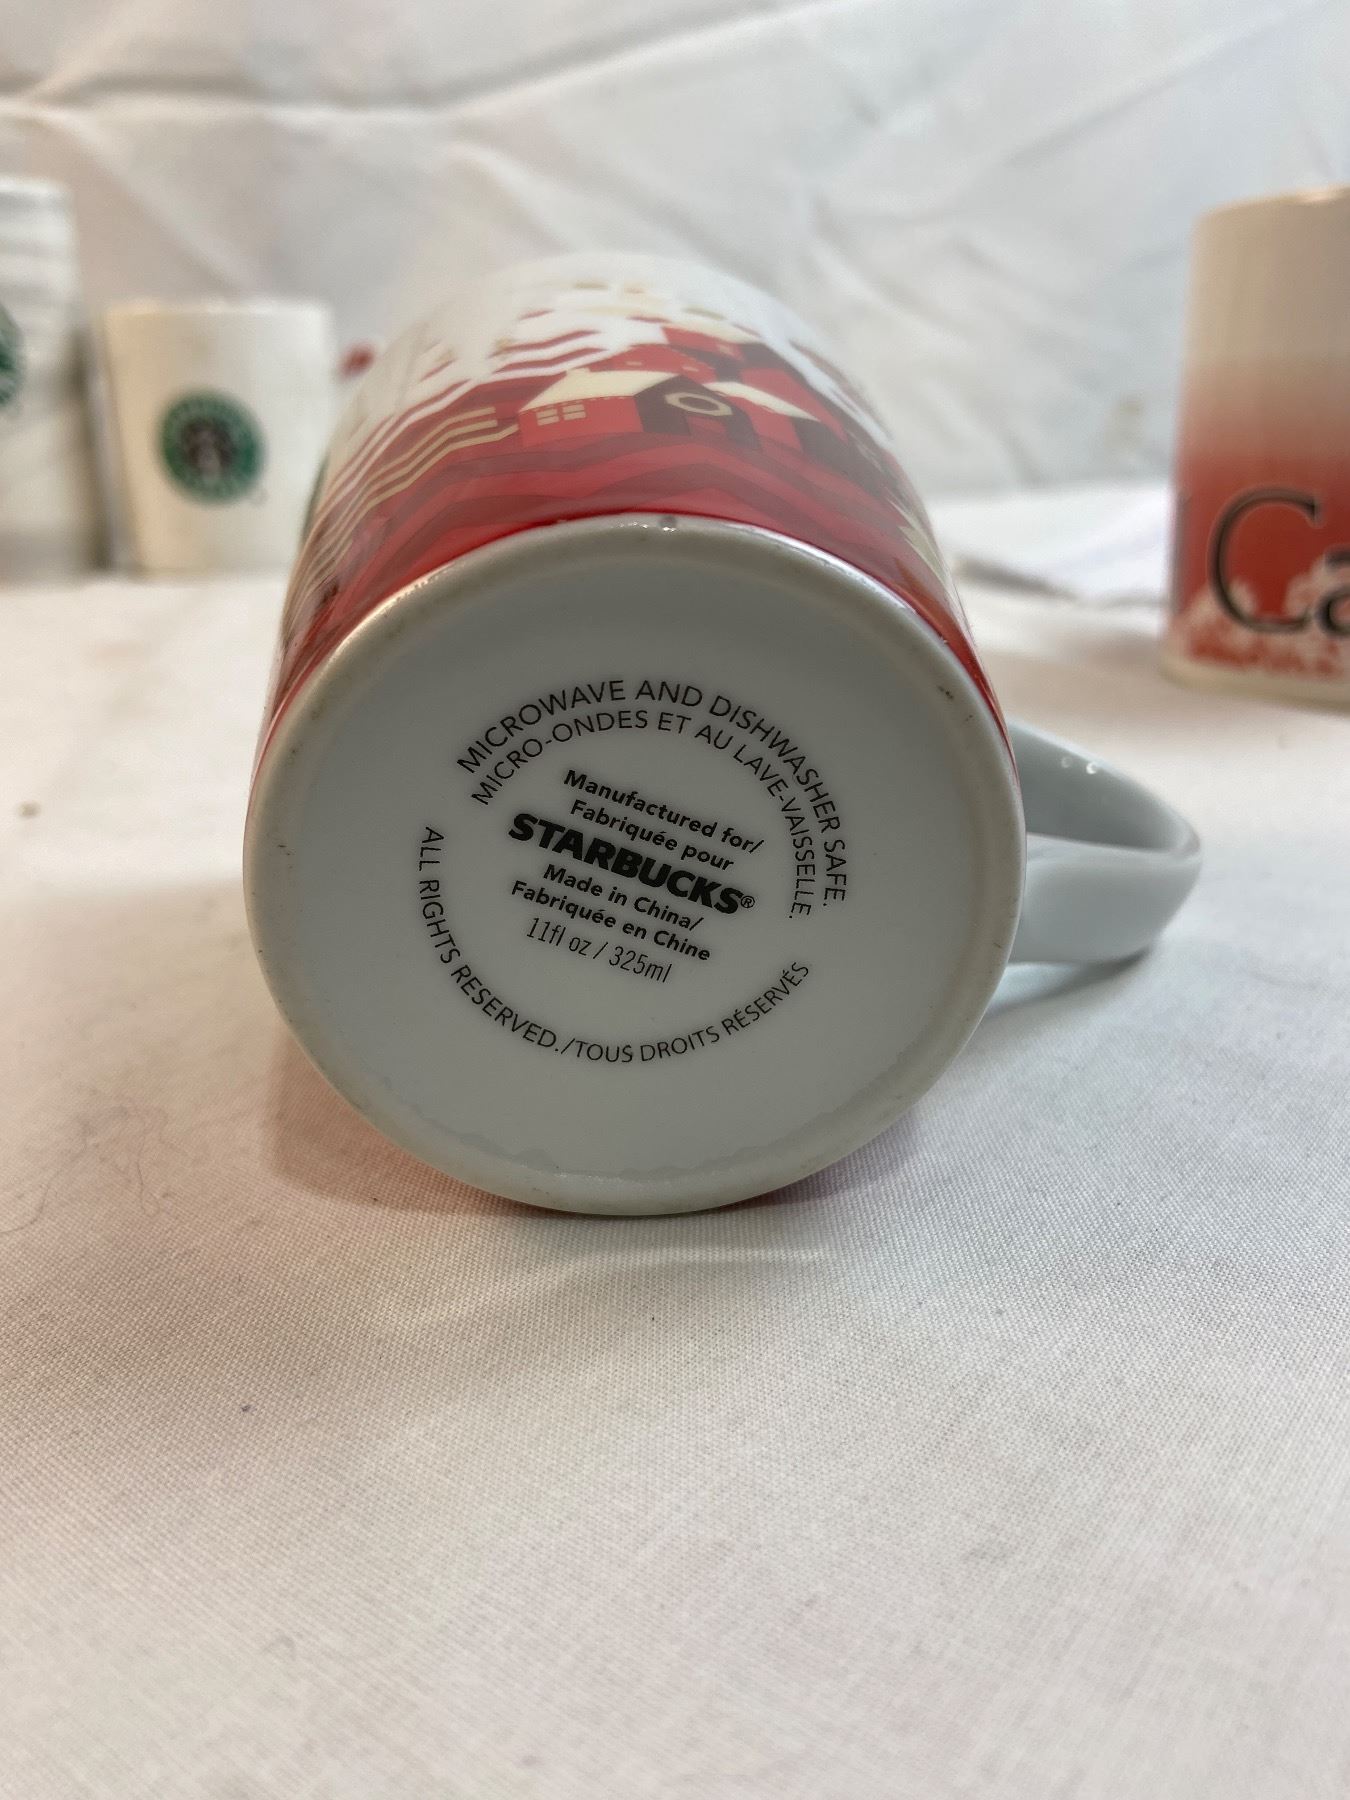 MICROWAVE AND DISHWASHER SAFE.
MICRO-ONDES ET AU LAVE-VAISSELLE.
Manufactured for/
Fabriquée pour
STARBUCKS®
Made in China/
Fabriquée en Chine
11fl oz / 325ml
ALL RIGHTS RESERVED./TOUS DROITS RÉSERVÉS
Ca